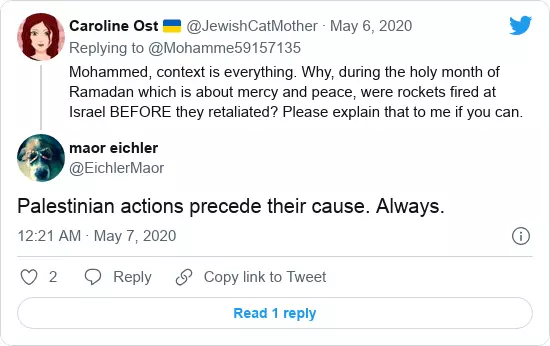 Caroline Ost 🇺🇦 @JewishCatMother · May 6, 2020
Replying to @Mohamme59157135
Mohammed, context is everything. Why, during the holy month of
Ramadan which is about mercy and peace, were rockets fired at
Israel BEFORE they retaliated? Please explain that to me if you can.
maor eichler
@EichlerMaor
Palestinian actions precede their cause. Always.
12:21 AM · May 7, 2020
2 Reply Copy link to Tweet
Read 1 reply